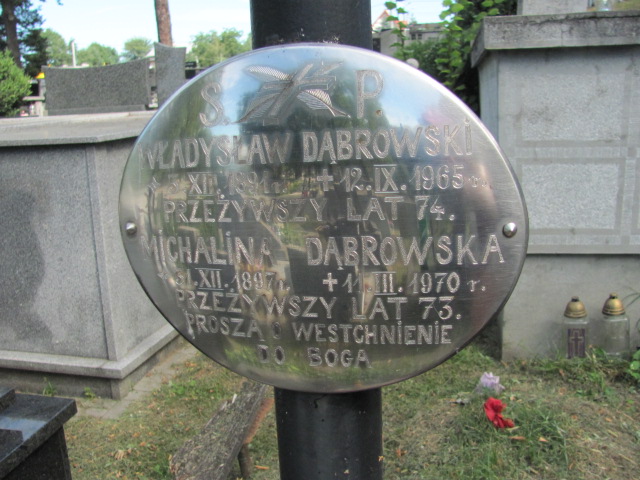 Ś. P.
WŁADYSŁAW DĄBROWSKI
XII. 1891 r. + 12.IX. 1965 r.
PRZEŻYWSZY LAT 74.
MICHALINA DĄBROWSKA
31.XII. 1897 r. + 11.III. 1970 r.
PRZEŻYWSZY LAT 73.
PROSZĄ O WESTCHNIENIE
DO BOGA